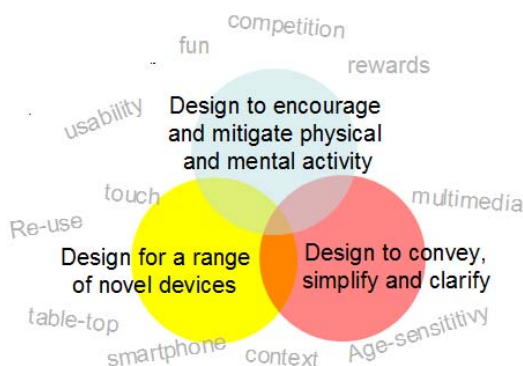 competition
fun
rewards
usability
Design to encourage
and mitigate physical
and mental activity
touch
multimedia
Re-use
Design for a range
of novel devices
Design to convey,
simplify and clarify
table-top
smartphone
context
Age-sensititivy